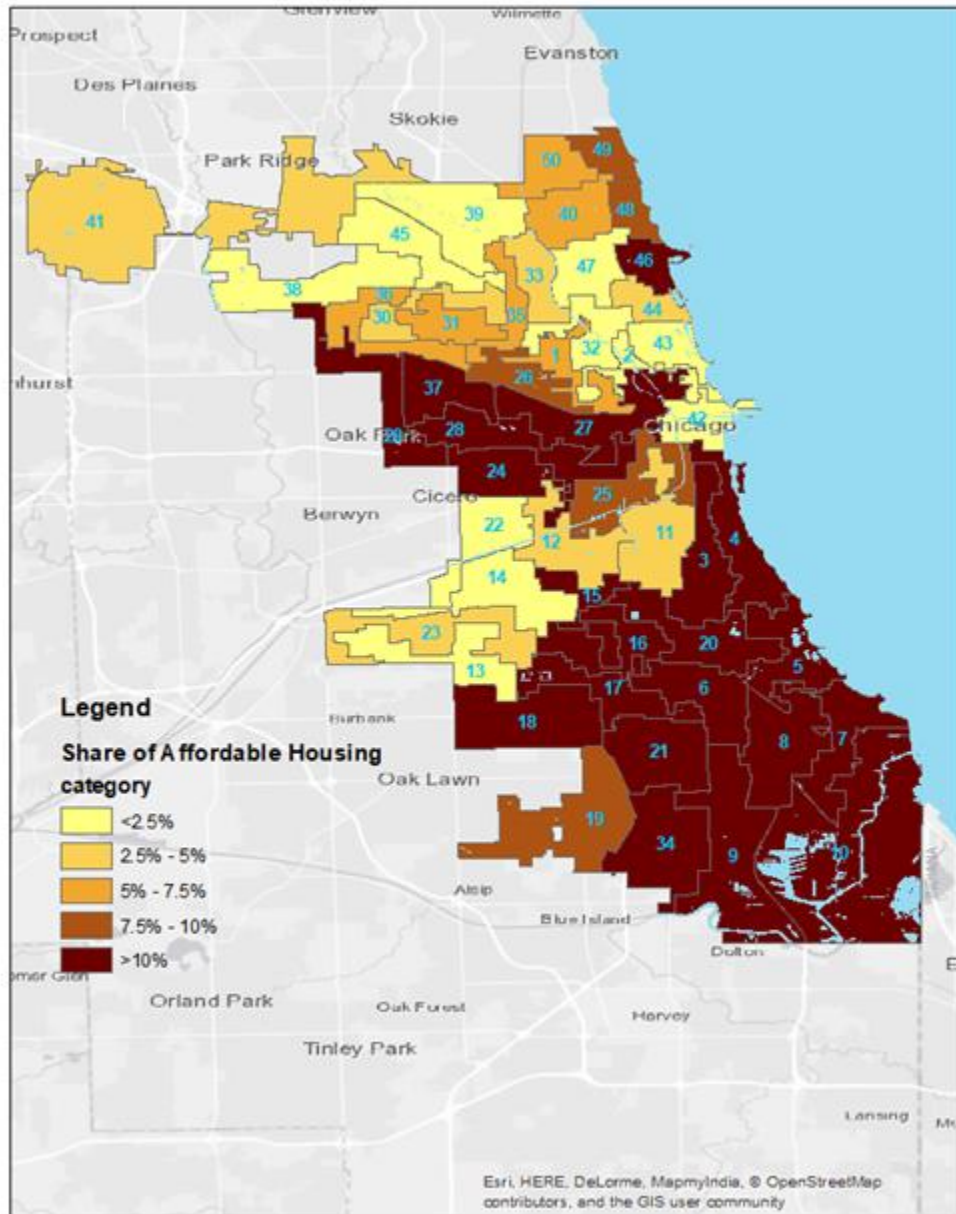 Glenview
Wilmette
Prospect
Evanston
Des Plaines
Skokie
Park Ridge
50
49
41
39
40
48
45
47
46
33
38
36
44
30
31
35
43
32
2
1
26
37
42
Chicago
27
Oak Park
28
29
24
Cicero
25
Berwyn
22
12
11
4
14
3
15
23
16
20
13
5
17
6
Legend
Burbank
18
8
7
21
Share of Affordable Housing
category
Oak Lawn
<2.5%
19
2.5% - 5%
34
9
10
5% - 7.5%
Alsip
7.5% - 10%
Blue Island
>10%
Dolton
Orland Park
Oak Forest
Harvey
Tinley Park
Lansing
Esri, HERE, DeLorme, MapmyIndia, © OpenStreetMap
contributors, and the GIS user community